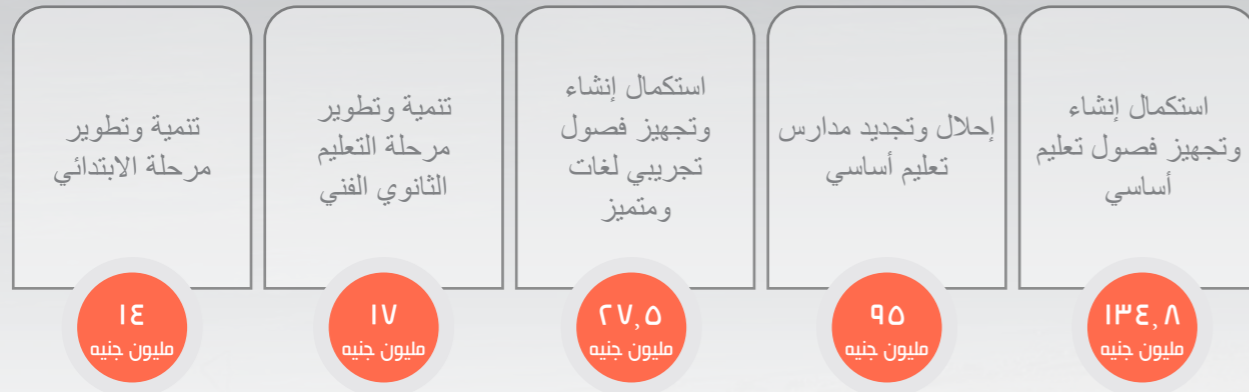 استكمال إنشاء
وتجهيز فصول تعليم
أساسي
١٣٤,٨
مليون جنيه
إحلال وتجديد مدارس
تعليم أساسي
٩٥
مليون جنيه
استكمال إنشاء
وتجهيز فصول
تجريبي لغات
ومتميز
٢٧,٥
مليون جنيه
تنمية وتطوير
مرحلة التعليم
الثانوي الفني
١٧
مليون جنيه
تنمية وتطوير
مرحلة الابتدائي
١٤
مليون جنيه